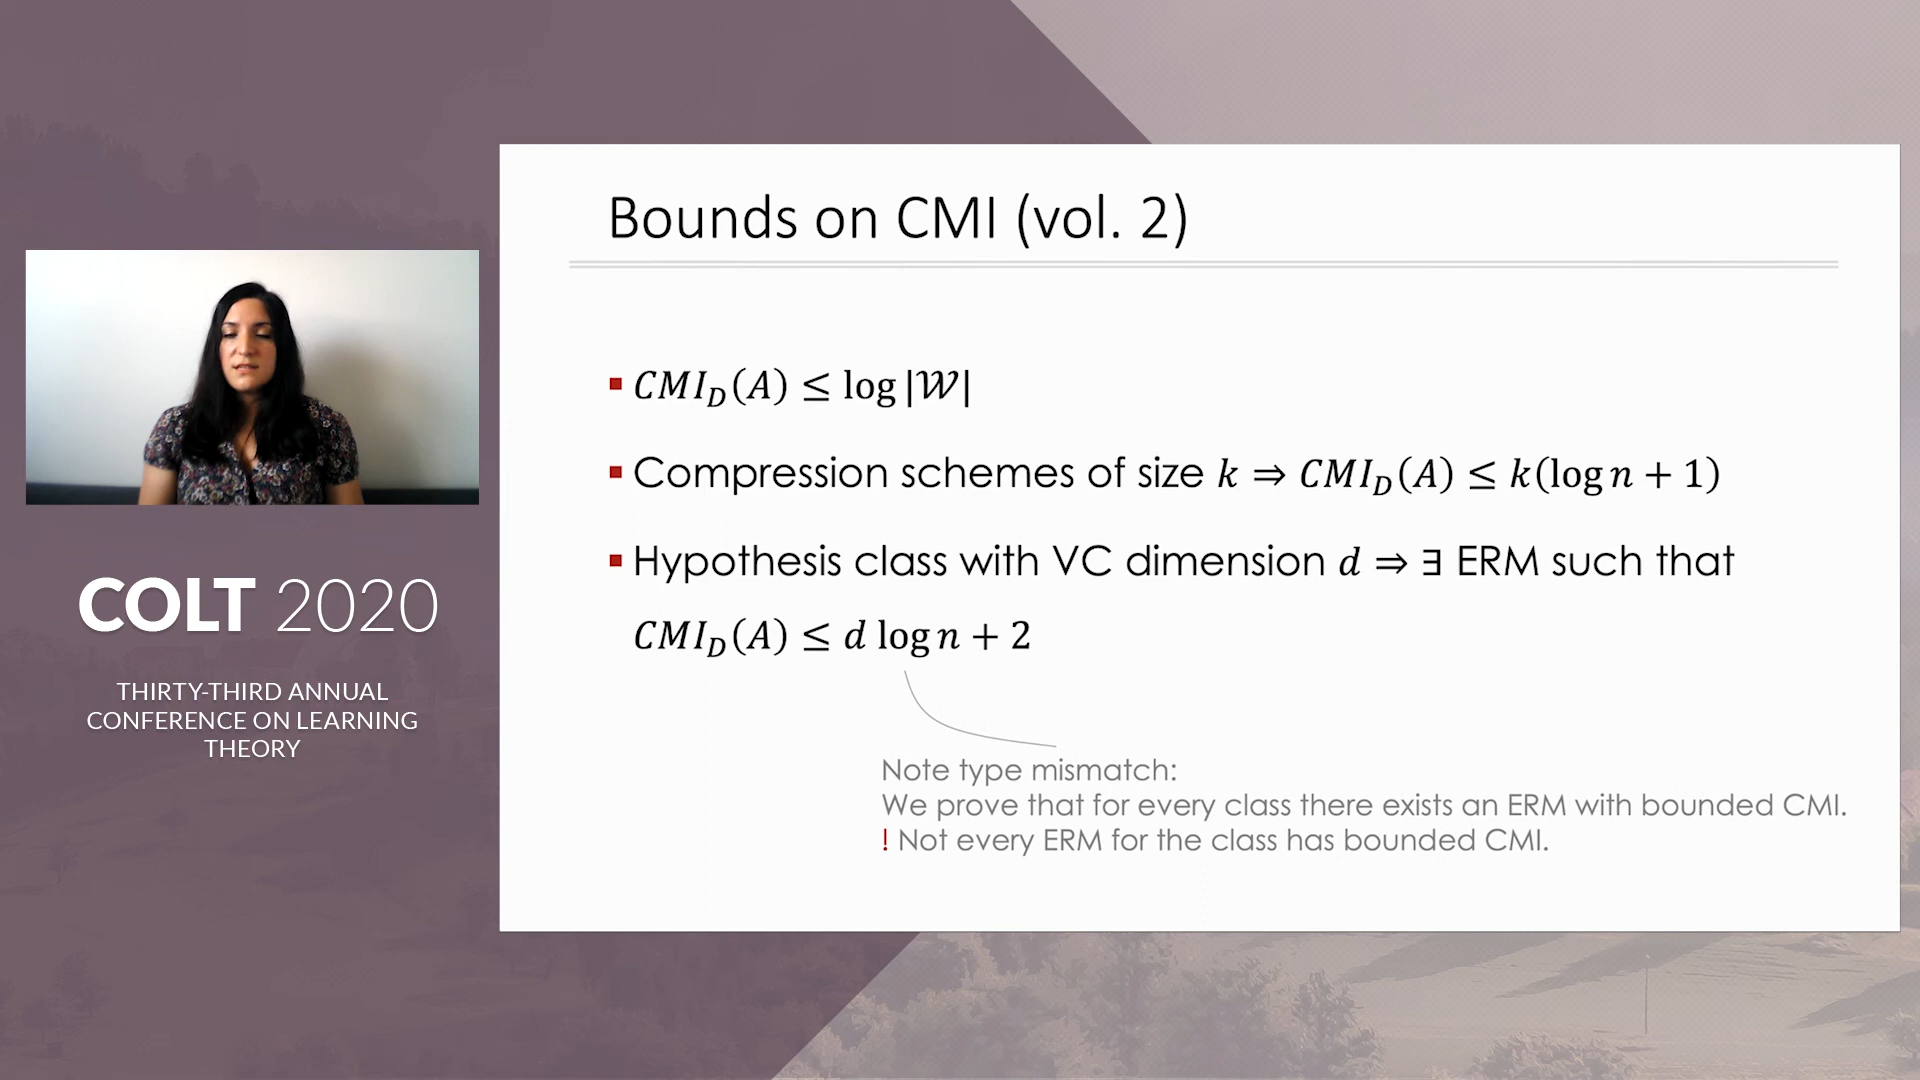 Bounds on CMI (vol. 2)
▪ CMI_D(A) ≤ log|𝒲|
▪ Compression schemes of size k ⇒ CMI_D(A) ≤ k(log n + 1)
▪ Hypothesis class with VC dimension d ⇒ ∃ ERM such that
CMI_D(A) ≤ d log n + 2
Note type mismatch:
We prove that for every class there exists an ERM with bounded CMI.
! Not every ERM for the class has bounded CMI.
COLT 2020
THIRTY-THIRD ANNUAL
CONFERENCE ON LEARNING
THEORY